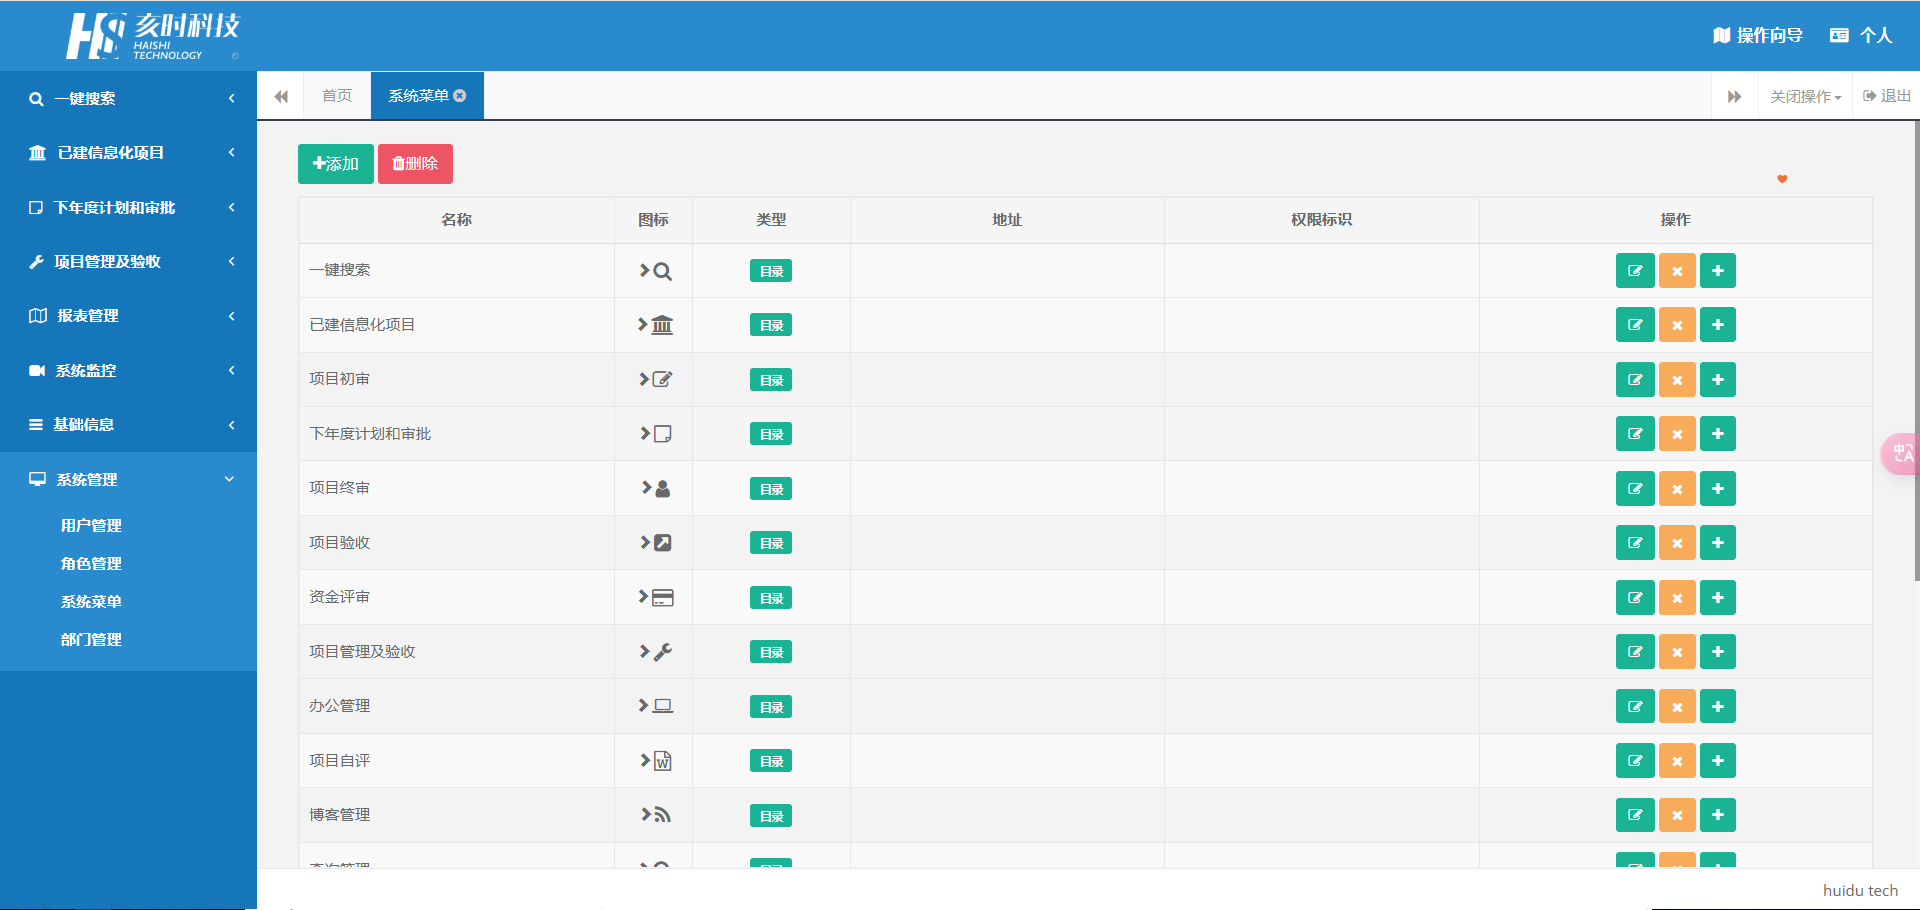 亥时科技
HAISHI
TECHNOLOGY
操作向导
个人
一键搜索
已建信息化项目
下年度计划和审批
项目管理及验收
报表管理
系统监控
基础信息
系统管理
用户管理
角色管理
系统菜单
部门管理
首页
系统菜单
关闭操作
退出
添加
删除
名称 图标 类型 地址 权限标识 操作
一键搜索 目录
已建信息化项目 目录
项目初审 目录
下年度计划和审批 目录
项目终审 目录
项目验收 目录
资金评审 目录
项目管理及验收 目录
办公管理 目录
项目自评 目录
博客管理 目录
huidu tech